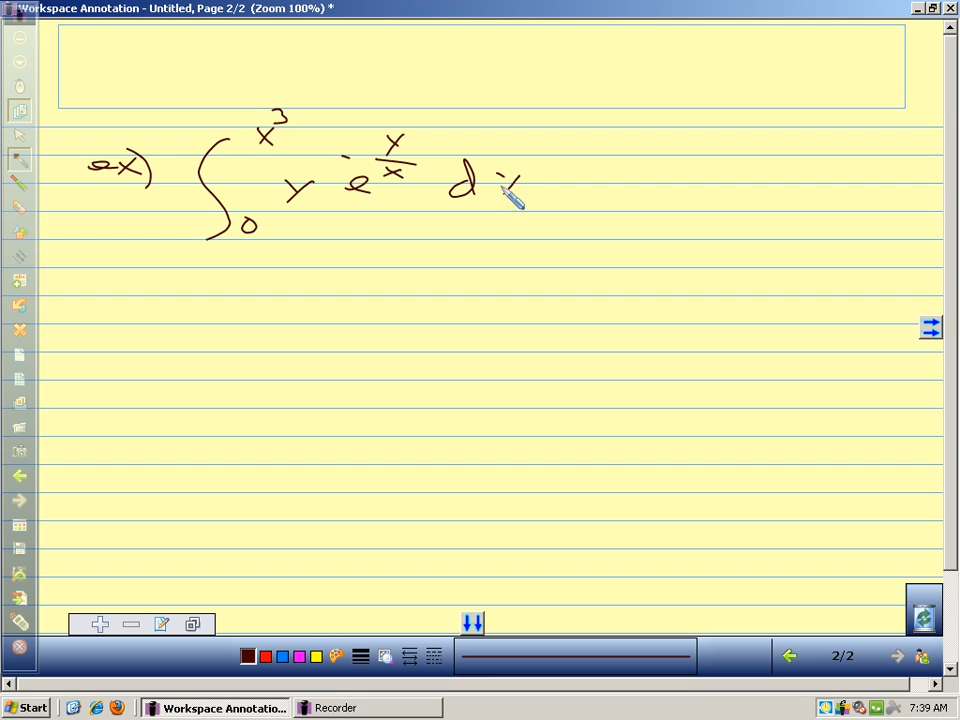 Workspace Annotation - Untitled, Page 2/2 (Zoom 100%) *
ex) ∫₀^{x³} y e^{-y/x} dy
2/2
Start Workspace Annotatio... Recorder 7:39 AM